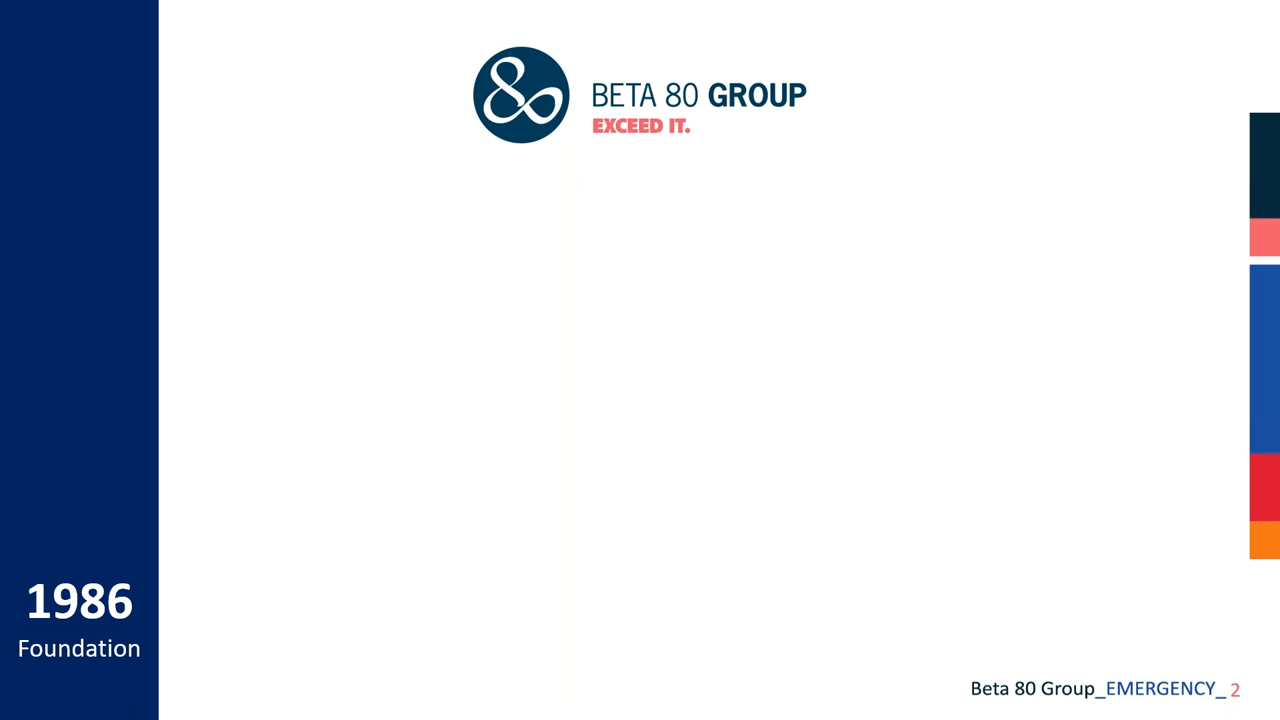 BETA 80 GROUP
EXCEED IT.
1986
Foundation
Beta 80 Group_EMERGENCY_ 2